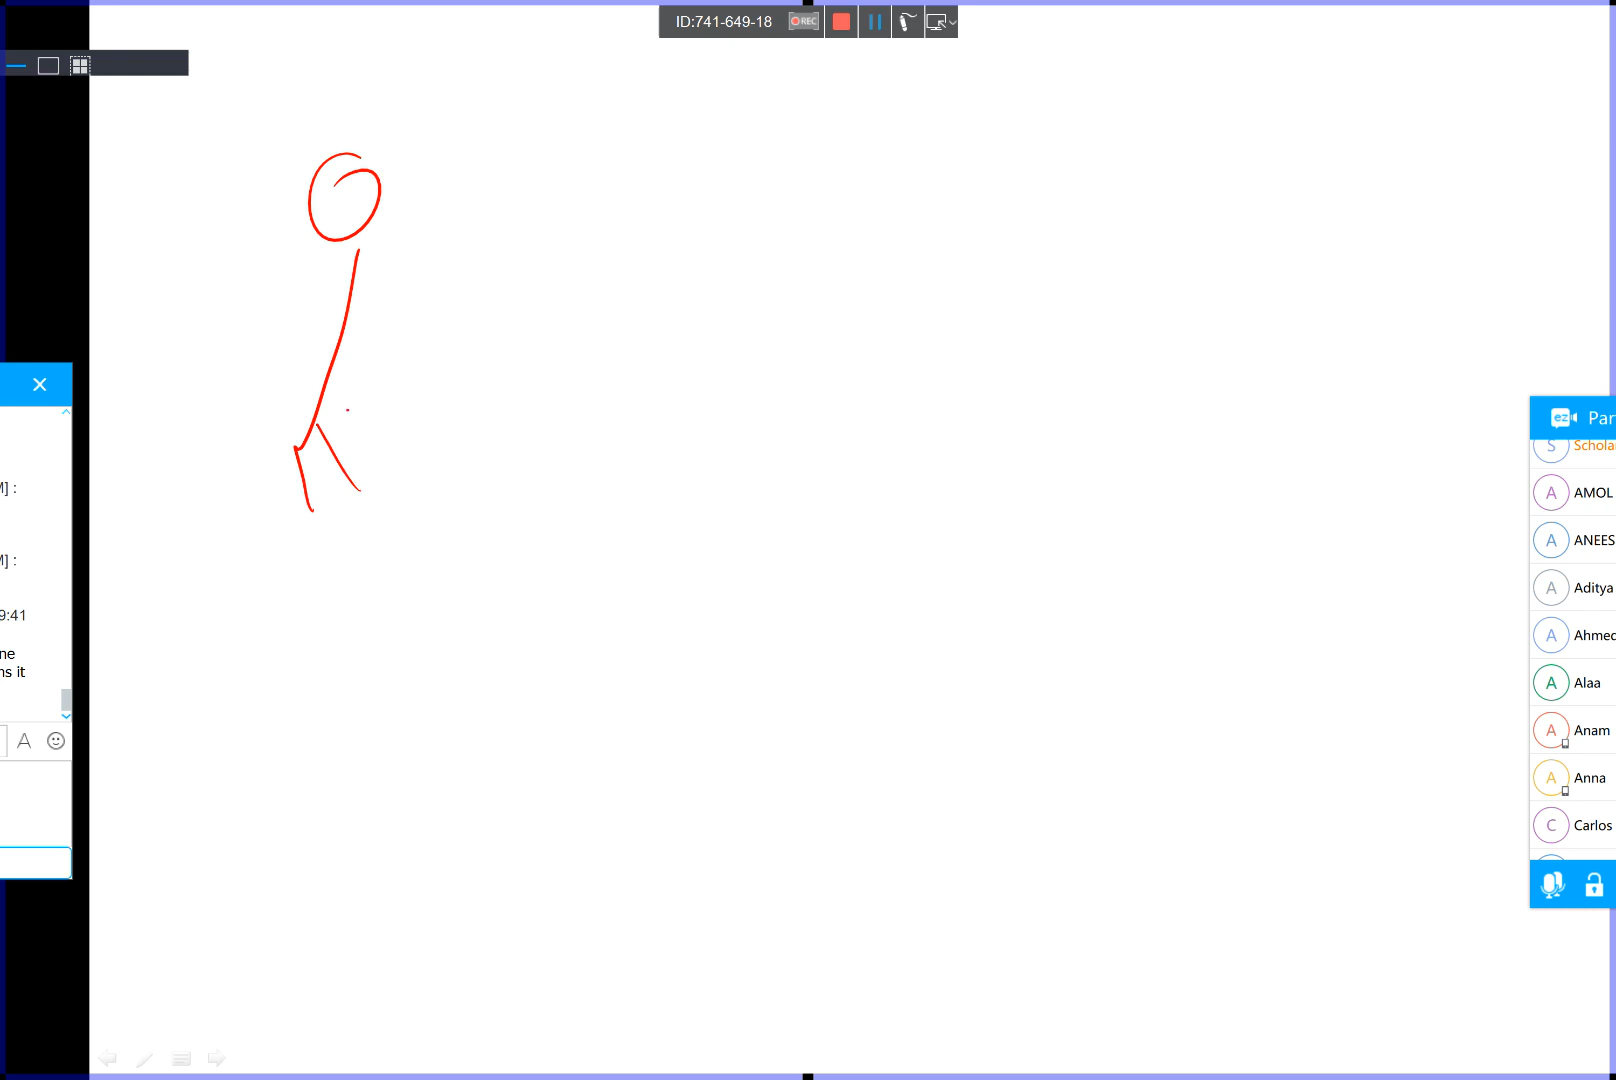 ID:741-649-18
REC
M] :
M] :
9:41
ne
ns it
A
ez Par
S Schola
A AMOL
A ANEES
A Aditya
A Ahmed
A Alaa
A Anam
A Anna
C Carlos